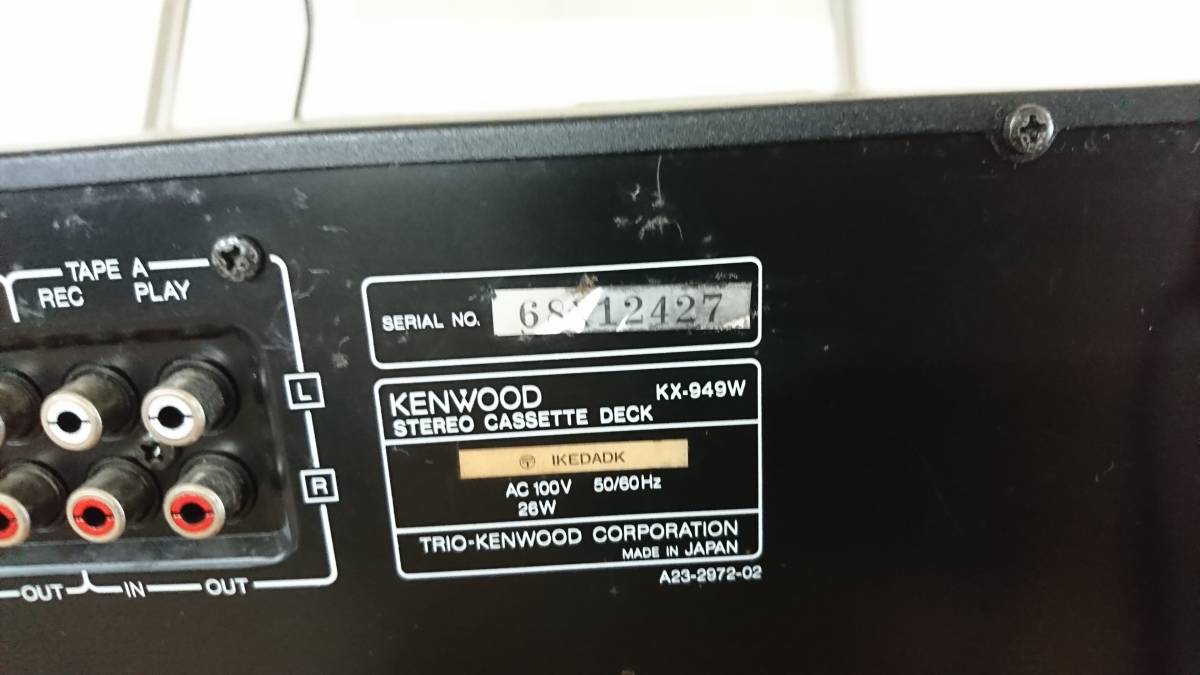 TAPE A
REC PLAY
L
R
OUT IN OUT
SERIAL NO.
KENWOOD KX-949W
STEREO CASSETTE DECK
IKEDADK
AC 100V 50/60Hz
26W
TRIO-KENWOOD CORPORATION
MADE IN JAPAN
A23-2972-02